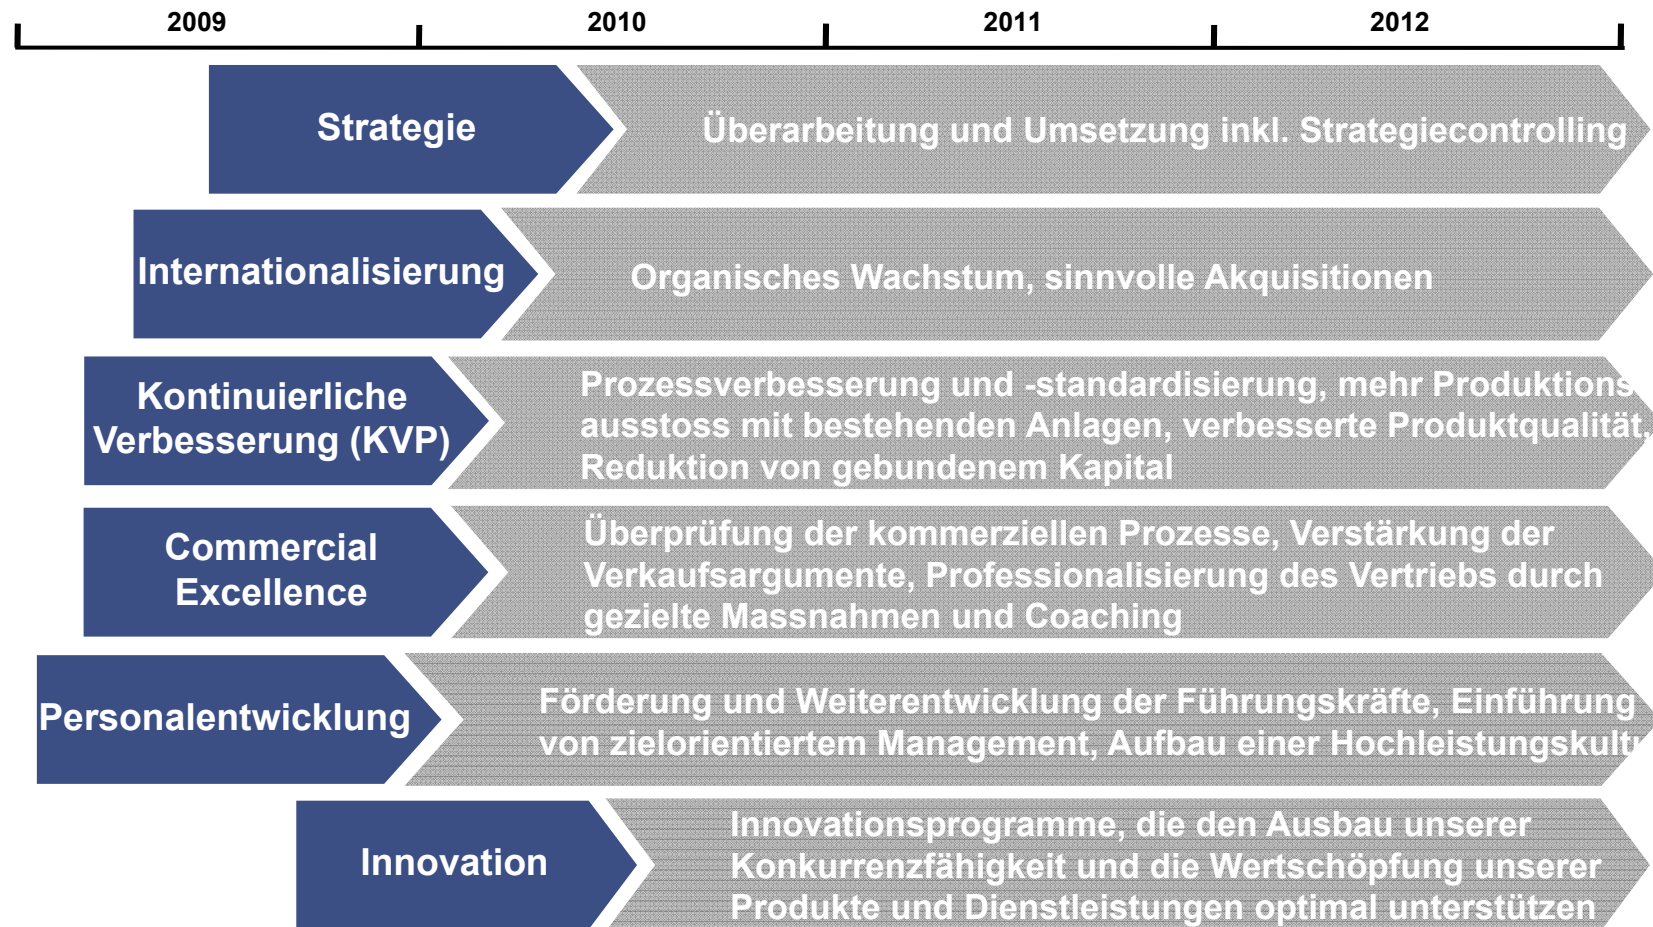 2009 2010 2011 2012
Strategie
Überarbeitung und Umsetzung inkl. Strategiecontrolling
Internationalisierung
Organisches Wachstum, sinnvolle Akquisitionen
Kontinuierliche
Verbesserung (KVP)
Prozessverbesserung und -standardisierung, mehr Produktions-
ausstoss mit bestehenden Anlagen, verbesserte Produktqualität,
Reduktion von gebundenem Kapital
Commercial
Excellence
Überprüfung der kommerziellen Prozesse, Verstärkung der
Verkaufsargumente, Professionalisierung des Vertriebs durch
gezielte Massnahmen und Coaching
Personalentwicklung
Förderung und Weiterentwicklung der Führungskräfte, Einführung
von zielorientiertem Management, Aufbau einer
Innovation
Innovationsprogramme, die den Ausbau unserer
Konkurrenzfähigkeit und die Wertschöpfung unserer
Produkte und Dienstleistungen optimal unterstützen